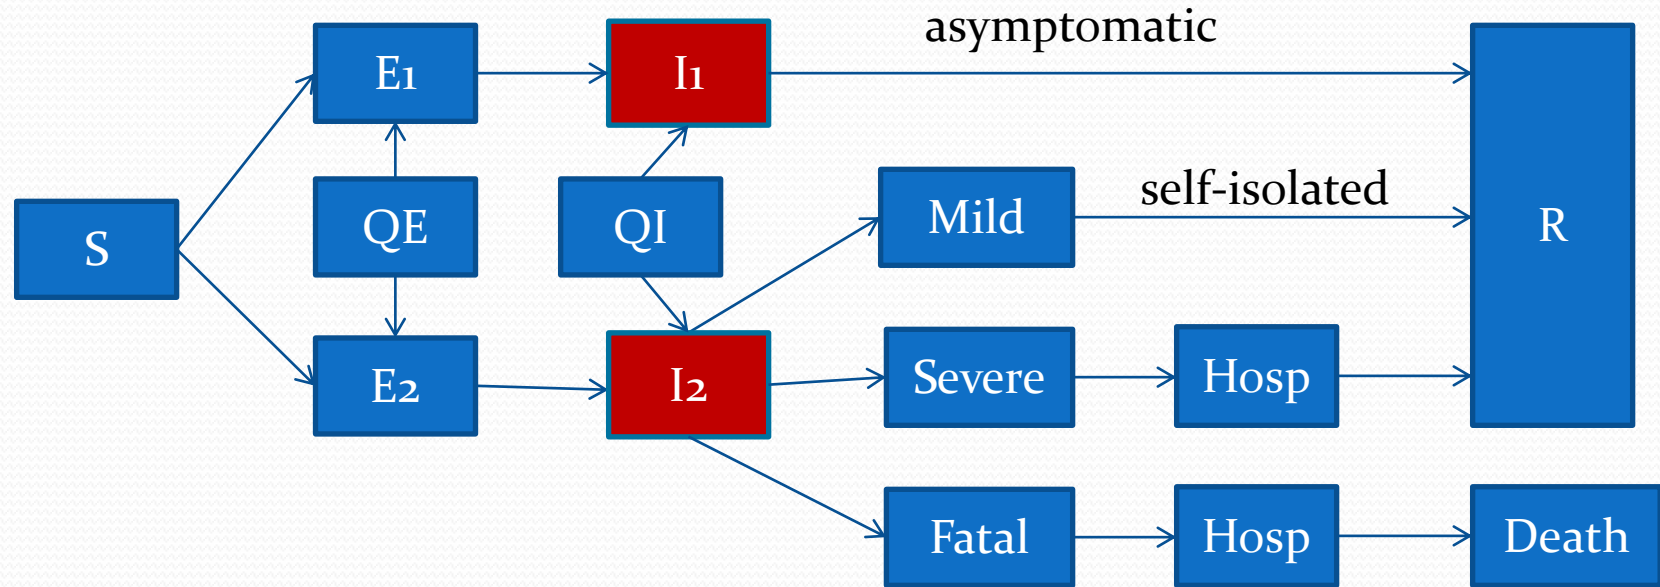 asymptomatic
E1
I1
S
QE
QI
Mild
self-isolated
R
E2
I2
Severe
Hosp
Fatal
Hosp
Death